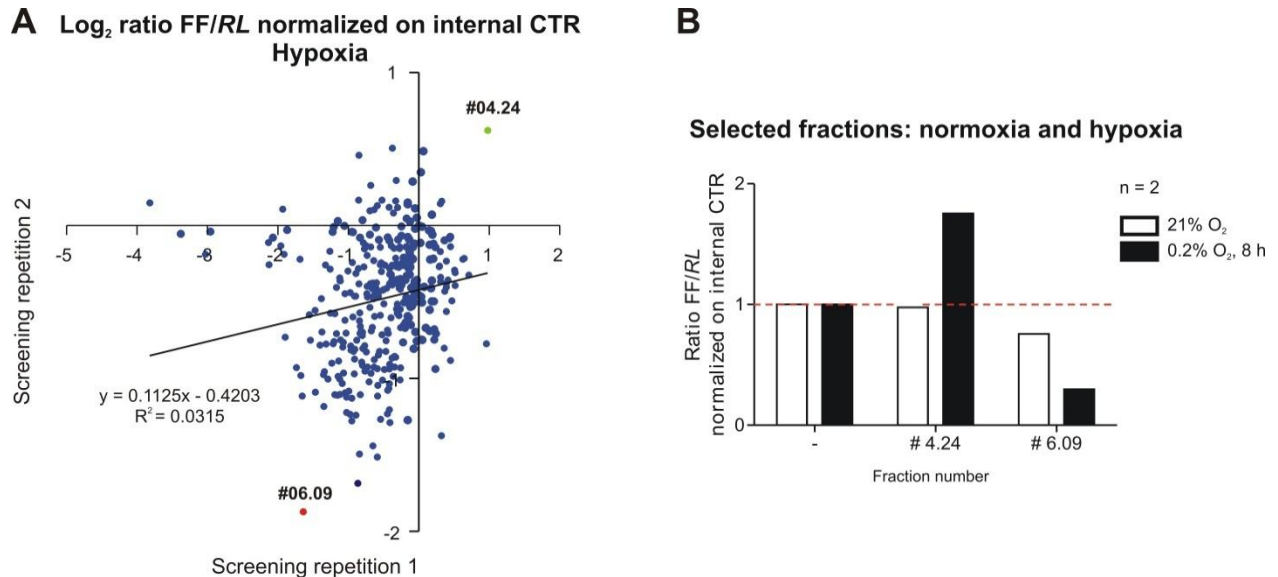 A
Log₂ ratio FF/RL normalized on internal CTR
Hypoxia
1
#04.24
Screening repetition 2
-5
-4
-3
-2
-1
1
2
-1
y = 0.1125x - 0.4203
R² = 0.0315
#06.09
-2
Screening repetition 1
B
Selected fractions: normoxia and hypoxia
n = 2
21% O₂
0.2% O₂, 8 h
Ratio FF/RL
normalized on internal CTR
2
1
0
-
# 4.24
# 6.09
Fraction number